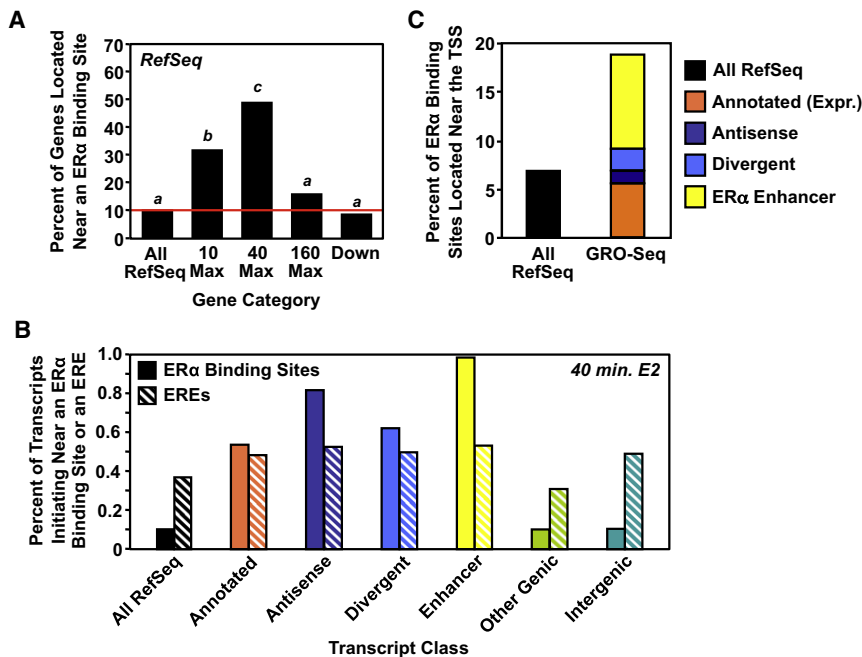 A
Percent of Genes Located
Near an ERα Binding Site
70
60
50
40
30
20
10
0
RefSeq
a
b
c
a
a
All
RefSeq
10
Max
40
Max
160
Max
Down
Gene Category
C
Percent of ERα Binding
Sites Located Near the TSS
20
15
10
5
0
All
RefSeq
GRO-Seq
All RefSeq
Annotated (Expr.)
Antisense
Divergent
ERα Enhancer
B
Percent of Transcripts
Initiating Near an ERα
Binding Site or an ERE
1.0
0.8
0.6
0.4
0.2
0
ERα Binding Sites
EREs
40 min. E2
All RefSeq
Annotated
Antisense
Divergent
Enhancer
Other Genic
Intergenic
Transcript Class